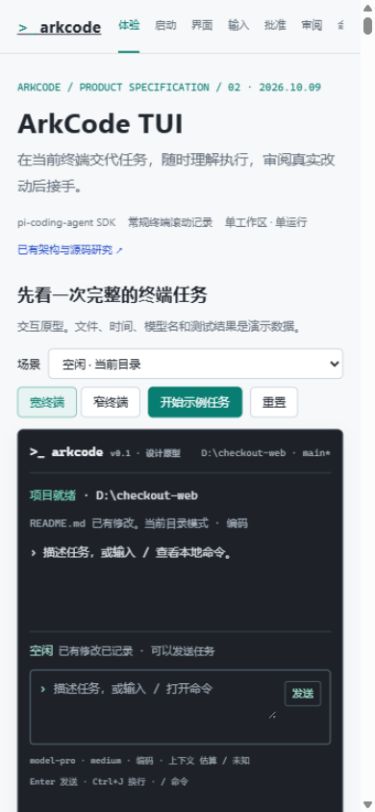 >_ arkcode 体验 启动 界面 输入 批准 审阅
ARKCODE / PRODUCT SPECIFICATION / 02 · 2026.10.09
ArkCode TUI
在当前终端交代任务，随时理解执行，审阅真实改
动后接手。
pi-coding-agent SDK 常规终端滚动记录 单工作区 · 单运行
已有架构与源码研究 ↗
先看一次完整的终端任务
交互原型。文件、时间、模型名和测试结果是演示数据。
场景 空闲 · 当前目录
宽终端 窄终端 开始示例任务 重置
>_ arkcode v0.1 · 设计原型 D:\checkout-web · main*
项目就绪 · D:\checkout-web
README.md 已有修改。当前目录模式 · 编码
› 描述任务，或输入 / 查看本地命令。
空闲 已有修改已记录 · 可以发送任务
› 描述任务，或输入 / 打开命令 发送
model-pro · medium · 编码 · 上下文 估算 / 未知
Enter 发送 · Ctrl+J 换行 · / 命令